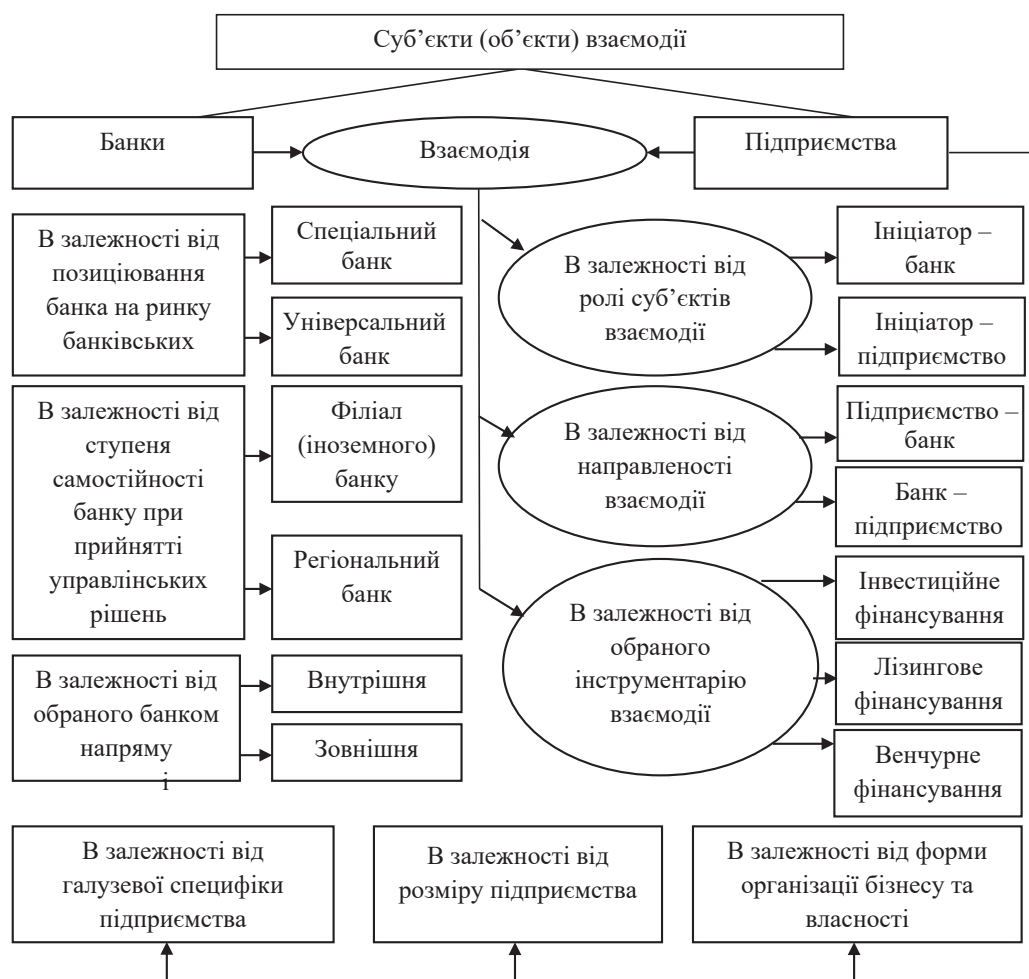 Суб’єкти (об’єкти) взаємодії
Банки
Взаємодія
Підприємства
В залежності від
позиціювання
банка на ринку
банківських
Спеціальний
банк
Універсальний
банк
В залежності від
ступеня
самостійності
банку при
прийнятті
управлінських
рішень
Філіал
(іноземного)
банку
Регіональний
банк
В залежності від
обраного банком
напряму
і
Внутрішня
Зовнішня
В залежності від
ролі суб’єктів
взаємодії
Ініціатор –
банк
Ініціатор –
підприємство
В залежності від
направленості
взаємодії
Підприємство –
банк
Банк –
підприємство
В залежності від
обраного
інструментарію
взаємодії
Інвестиційне
фінансування
Лізингове
фінансування
Венчурне
фінансування
В залежності від
галузевої специфіки
підприємства
В залежності від
розміру підприємства
В залежності від форми
організації бізнесу та
власності